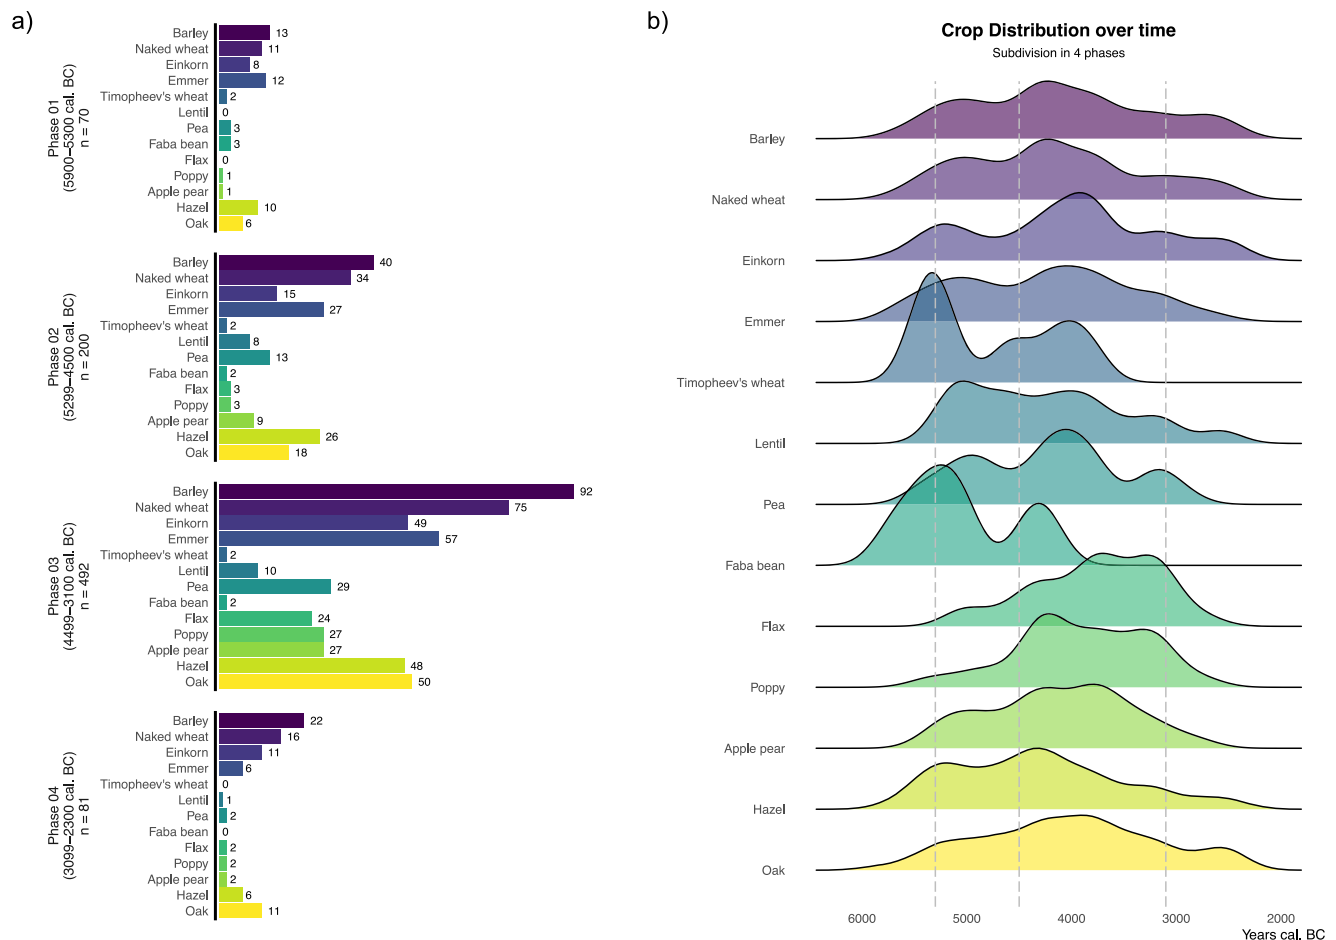 a)
Phase 01
(5900–5300 cal. BC)
n = 70
Barley 13
Naked wheat 11
Einkorn 8
Emmer 12
Timopheev's wheat 2
Lentil 0
Pea 3
Faba bean 3
Flax 0
Poppy 1
Apple pear 1
Hazel 10
Oak 6
Phase 02
(5299–4500 cal. BC)
n = 200
Barley 40
Naked wheat 34
Einkorn 15
Emmer 27
Timopheev's wheat 2
Lentil 8
Pea 13
Faba bean 2
Flax 3
Poppy 3
Apple pear 9
Hazel 26
Oak 18
Phase 03
(4499–3100 cal. BC)
n = 492
Barley 92
Naked wheat 75
Einkorn 49
Emmer 57
Timopheev's wheat 2
Lentil 10
Pea 29
Faba bean 2
Flax 24
Poppy 27
Apple pear 27
Hazel 48
Oak 50
Phase 04
(3099–2300 cal. BC)
n = 81
Barley 22
Naked wheat 16
Einkorn 11
Emmer 6
Timopheev's wheat 0
Lentil 1
Pea 2
Faba bean 0
Flax 2
Poppy 2
Apple pear 2
Hazel 6
Oak 11
b)
Crop Distribution over time
Subdivision in 4 phases
Barley
Naked wheat
Einkorn
Emmer
Timopheev's wheat
Lentil
Pea
Faba bean
Flax
Poppy
Apple pear
Hazel
Oak
6000 5000 4000 3000 2000
Years cal. BC